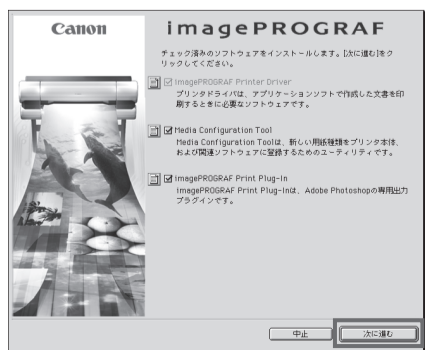 Canon
imagePROGRAF
チェック済みのソフトウェアをインストールします。[次に進む]をク
リックしてください。
imagePROGRAF Printer Driver
プリンタドライバは、アプリケーションソフトで作成した文書を印
刷するときに必要なソフトウェアです。
Media Configuration Tool
Media Configuration Toolは、新しい用紙種類をプリンタ本体、
および関連ソフトウェアに登録するためのユーティリティです。
imagePROGRAF Print Plug-In
imagePROGRAF Print Plug-Inは、Adobe Photoshopの専用出力
プラグインです。
中止
次に進む